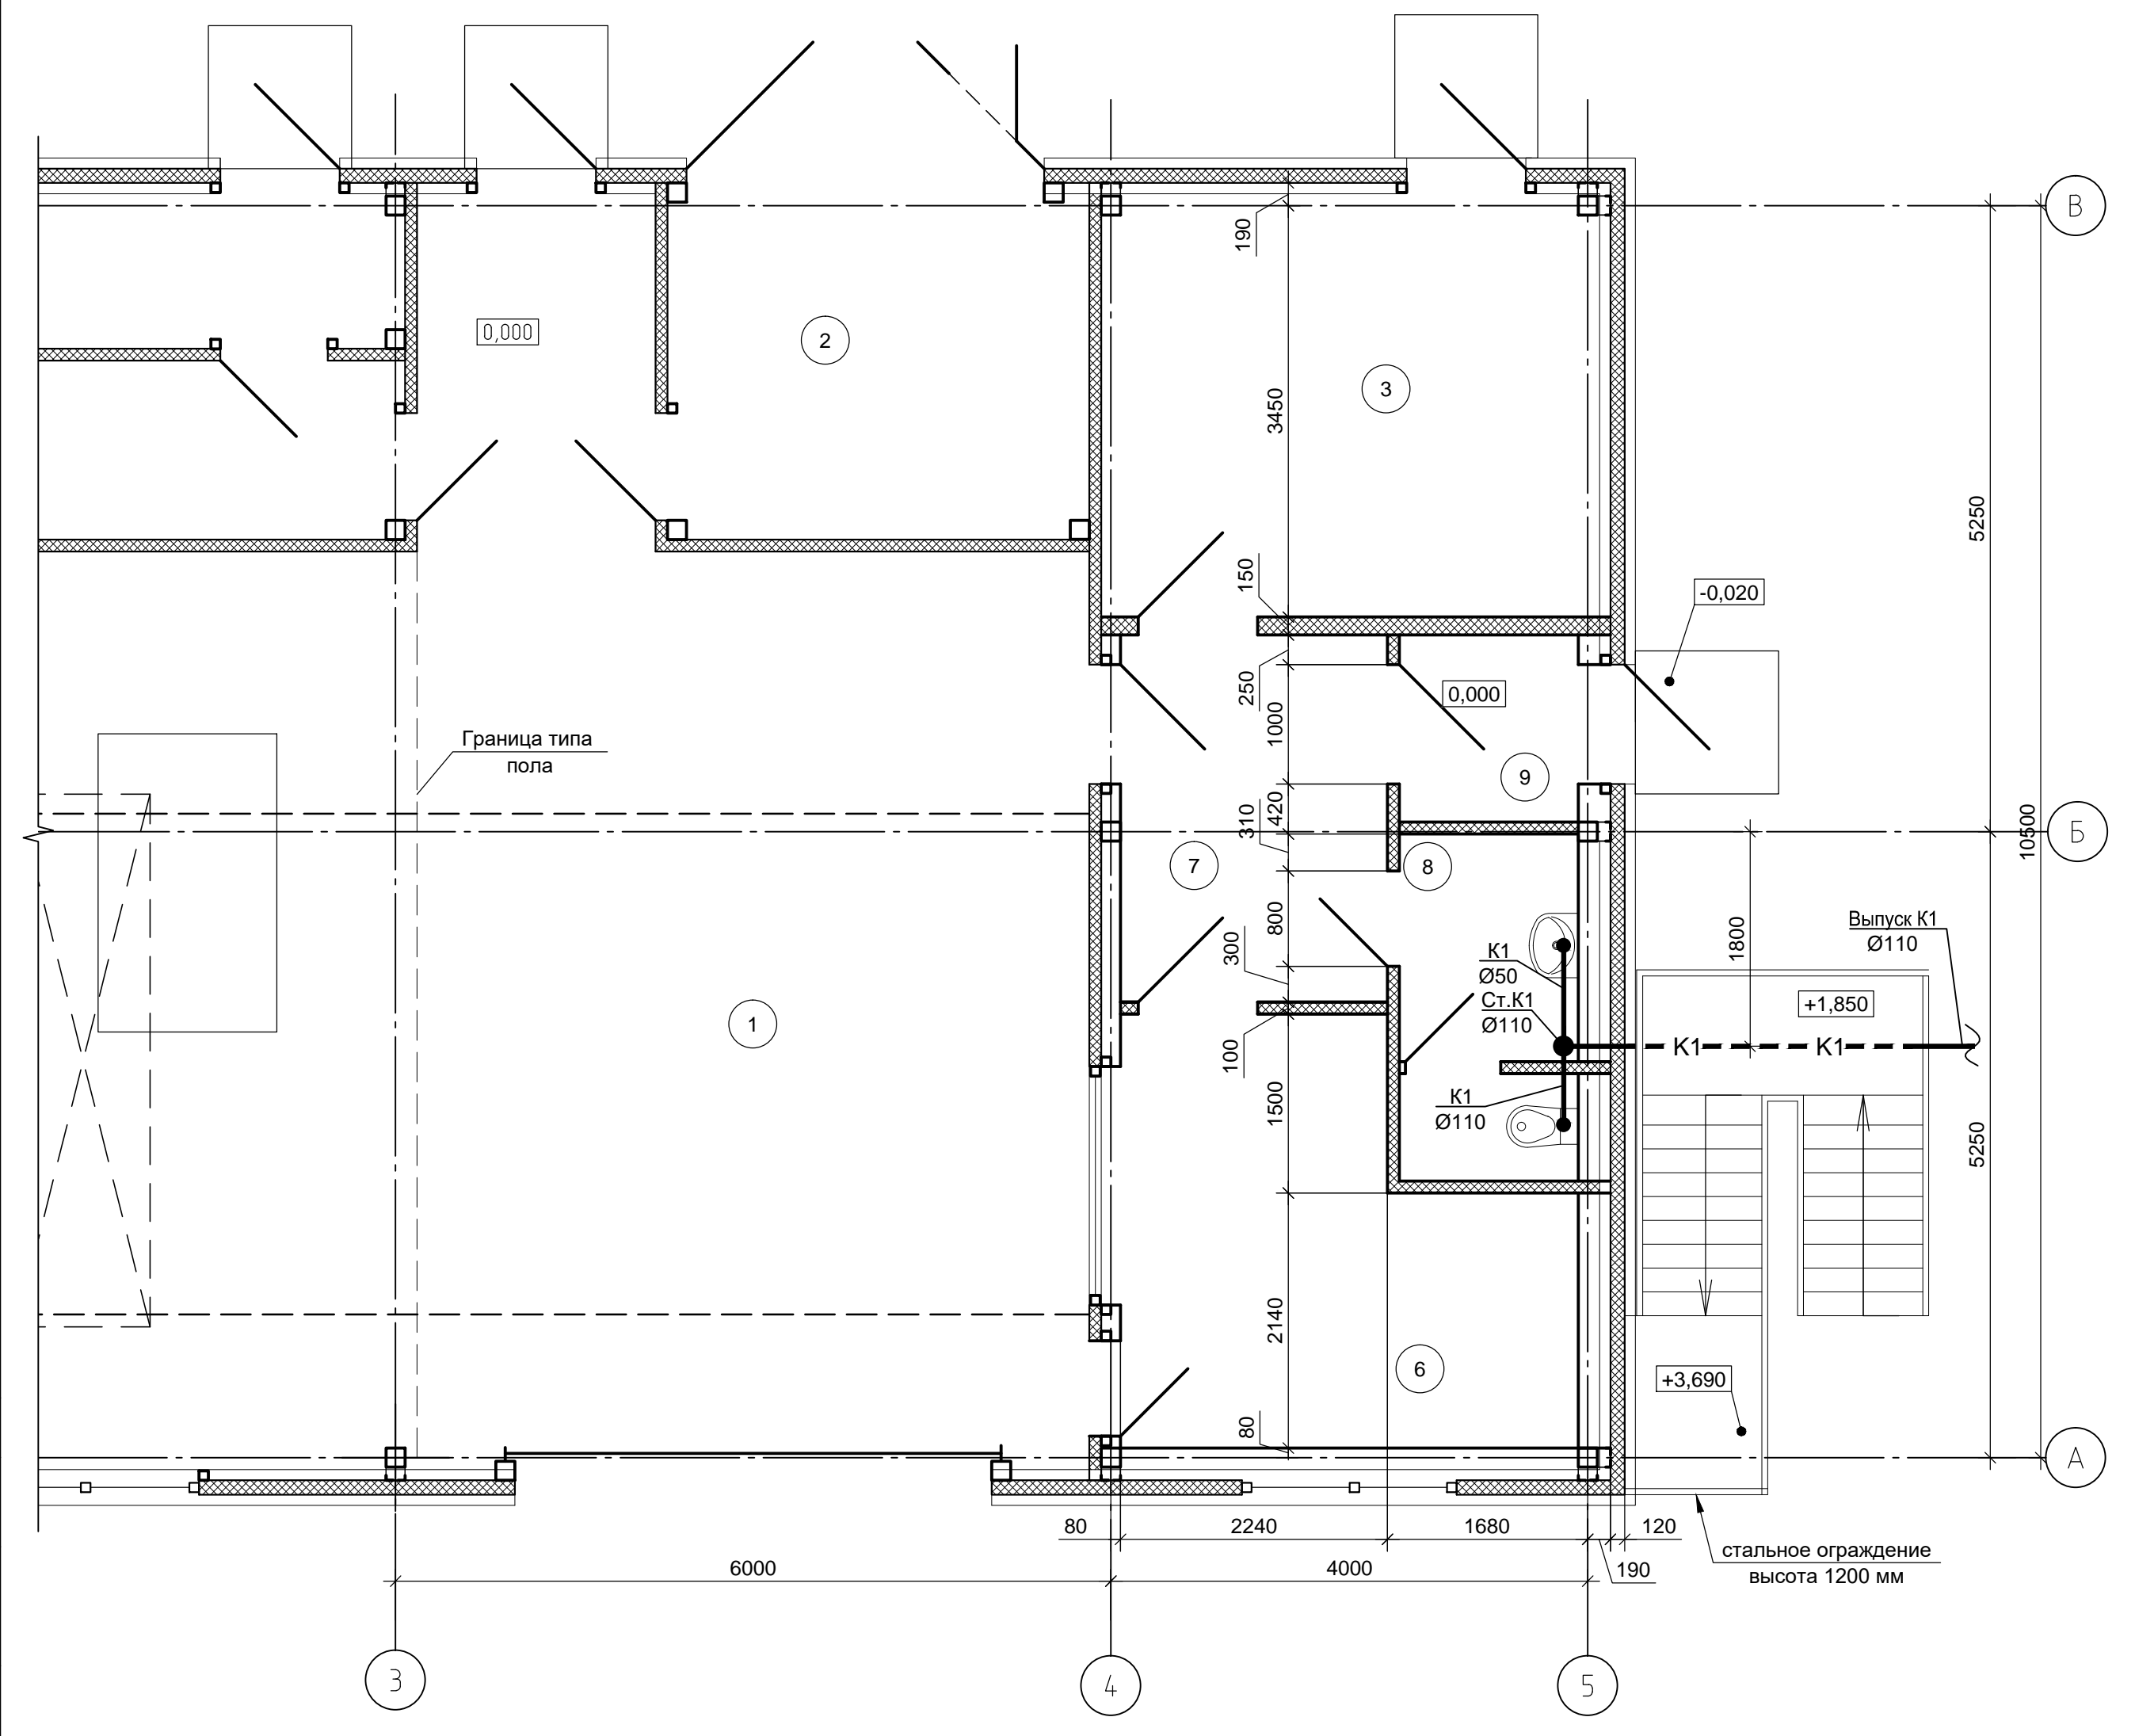 В
190
0,000
2
3
3450
5250
150
-0,020
250
0,000
1000
Граница типа
пола
9
420
310
10500
Б
7
8
800
1800
Выпуск К1
Ø110
300
К1
Ø50
Ст.К1
Ø110
+1,850
1
К1
К1
100
К1
Ø110
1500
5250
2140
6
+3,690
80
А
80
2240
1680
120
стальное ограждение
высота 1200 мм
6000
4000
190
3
4
5